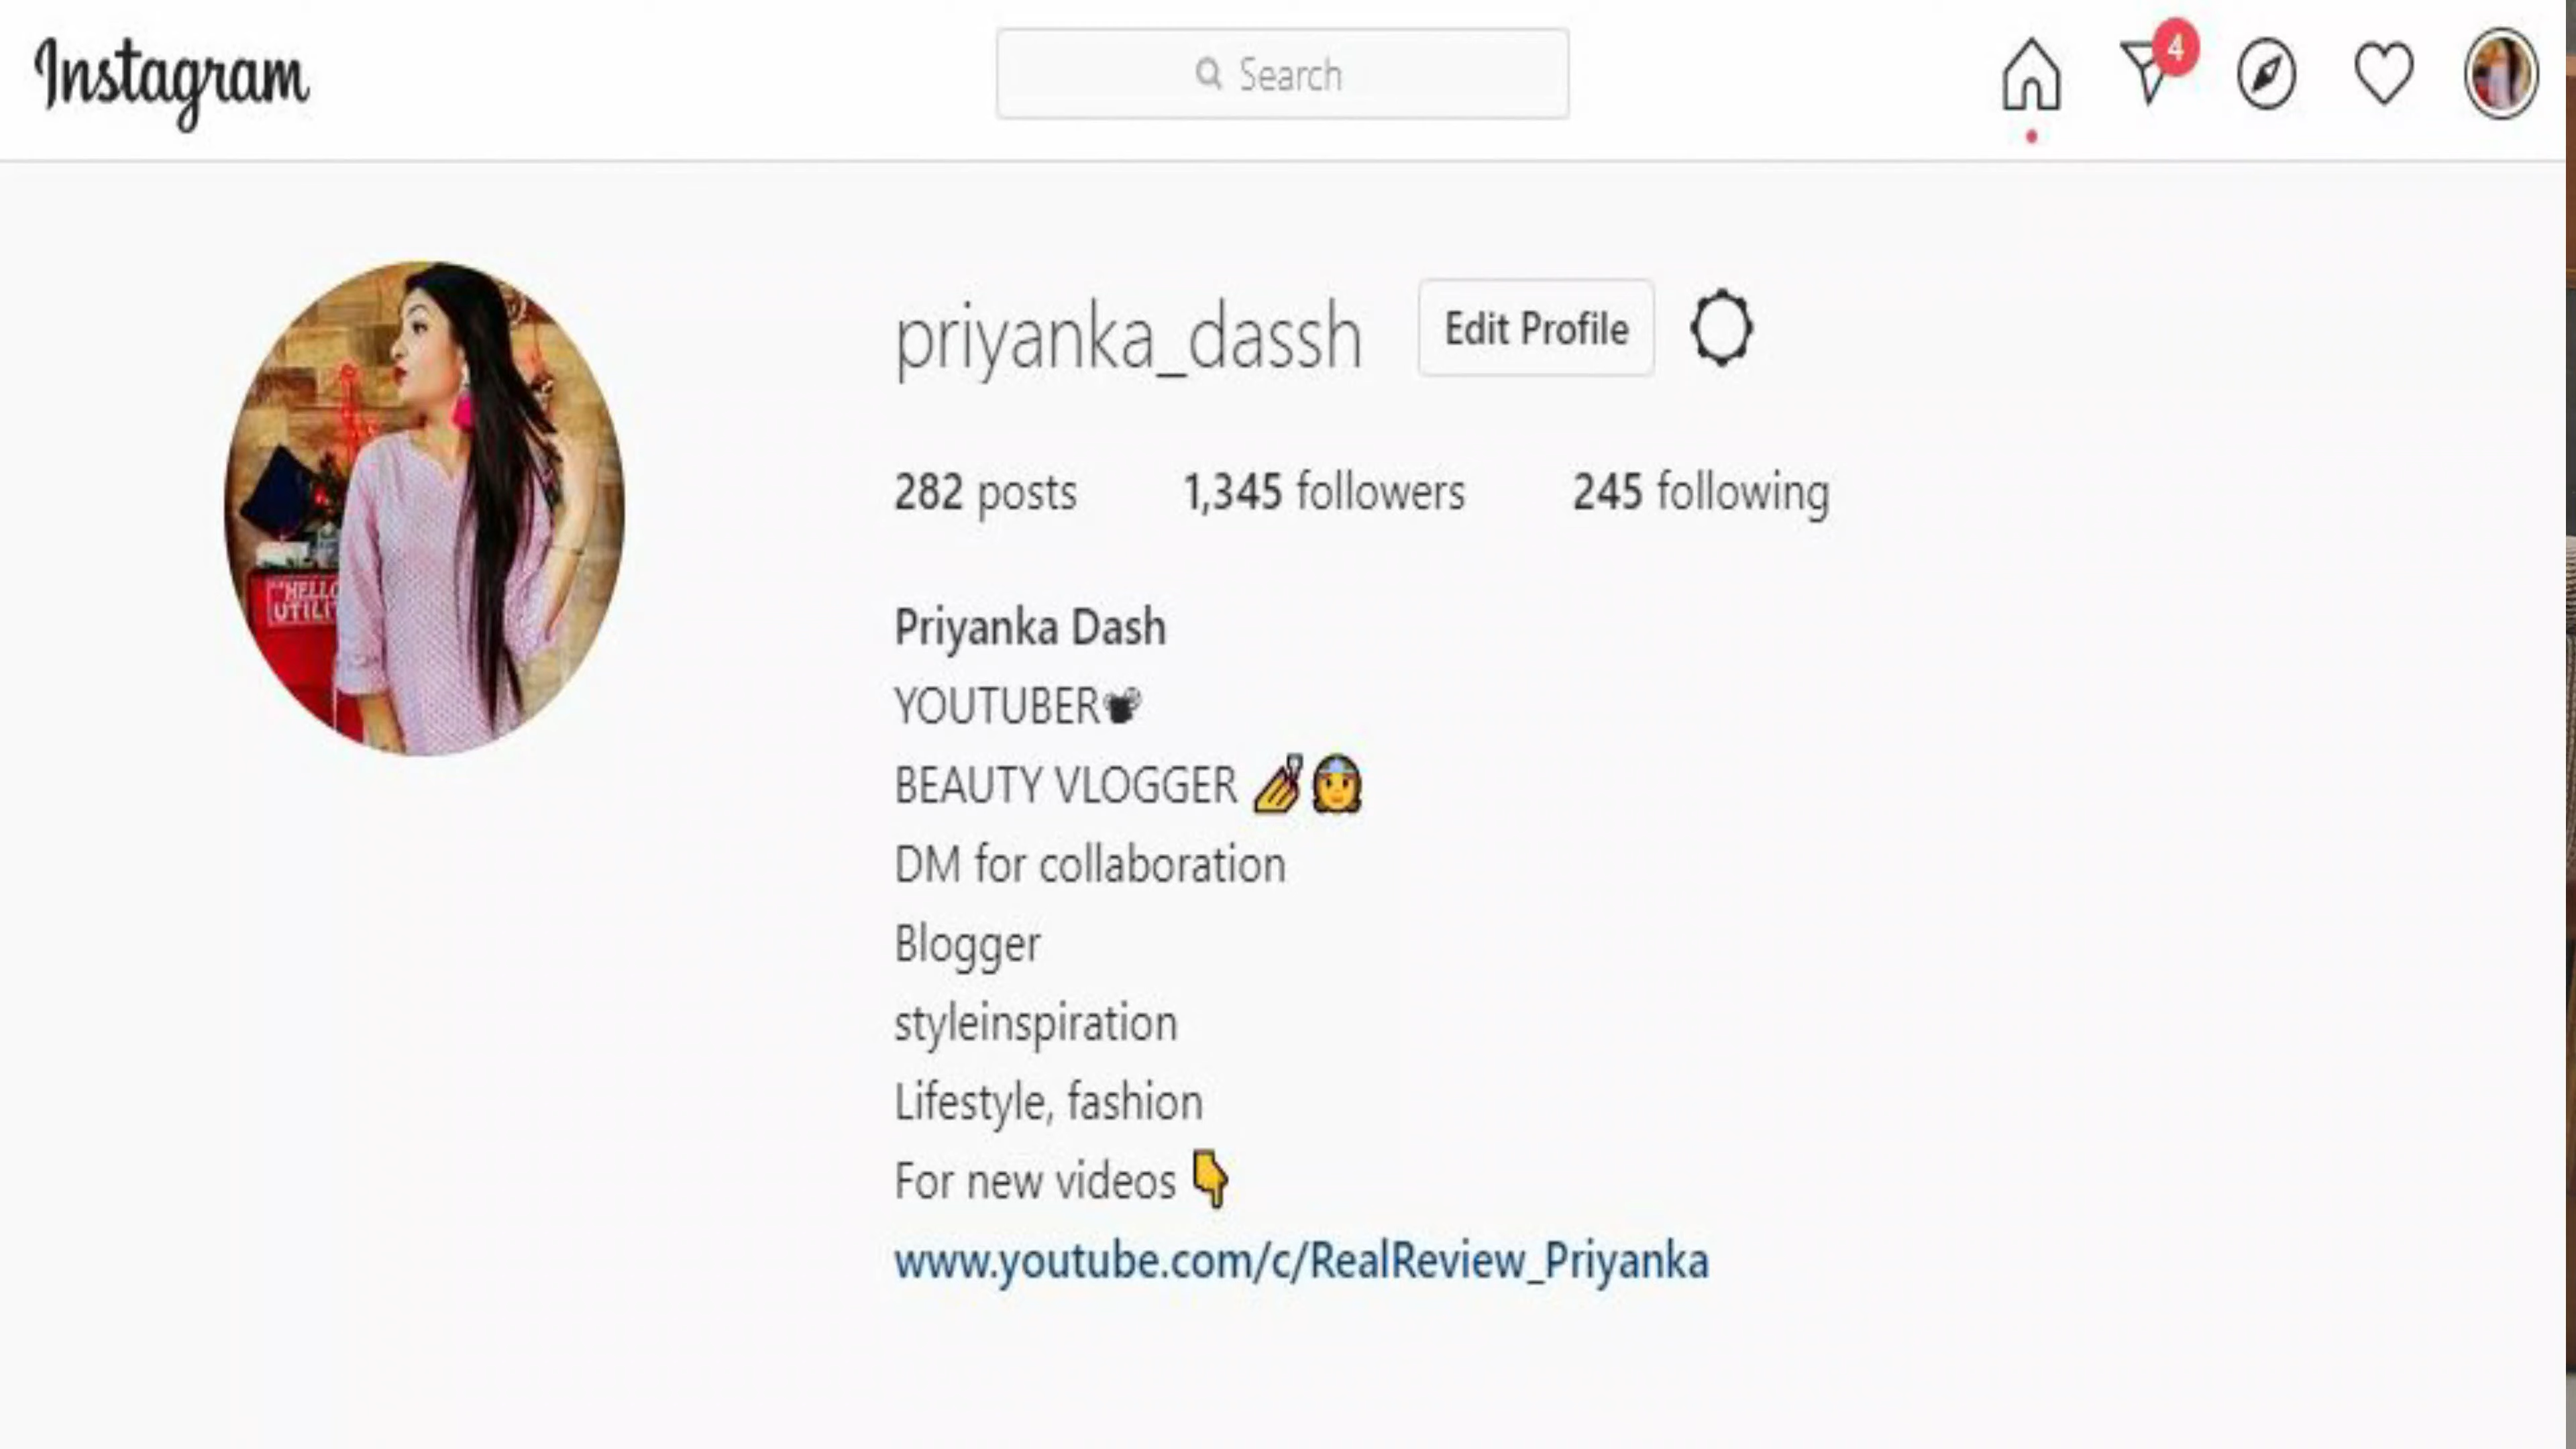 Instagram
Search
4
priyanka_dassh
Edit Profile
282 posts 1,345 followers 245 following
Priyanka Dash
YOUTUBER📽
BEAUTY VLOGGER 💅👸
DM for collaboration
Blogger
styleinspiration
Lifestyle, fashion
For new videos 👇
www.youtube.com/c/RealReview_Priyanka
HELLO